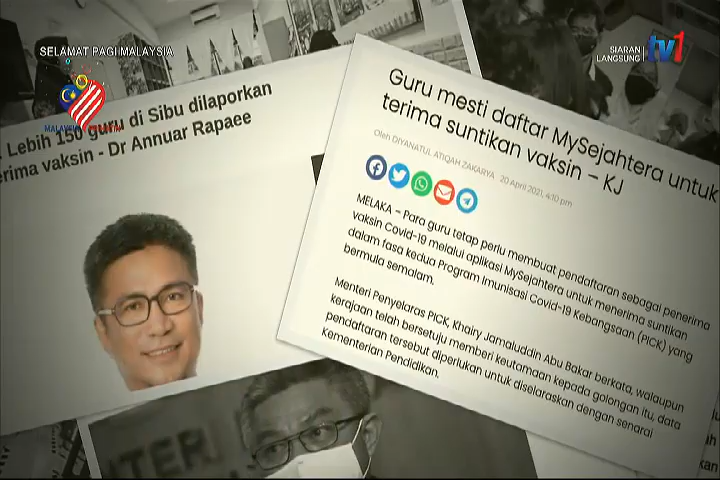 SELAMAT PAGI MALAYSIA
SIARAN
LANGSUNG
tv1
Lebih 150 guru di Sibu dilaporkan
terima vaksin - Dr Annuar Rapaee
Guru mesti daftar MySejahtera untuk
terima suntikan vaksin – KJ
Oleh DIYANATUL ATIQAH ZAKARYA 20 April 2021, 4:10 pm
MELAKA – Para guru tetap perlu membuat pendaftaran sebagai penerima
vaksin Covid-19 melalui aplikasi MySejahtera untuk menerima suntikan
dalam fasa kedua Program Imunisasi Covid-19 Kebangsaan (PICK) yang
bermula semalam.
Menteri Penyelaras PICK, Khairy Jamaluddin Abu Bakar berkata, walaupun
kerajaan telah bersetuju memberi keutamaan kepada golongan itu, data
pendaftaran tersebut diperlukan untuk diselaraskan dengan senarai
Kementerian Pendidikan.